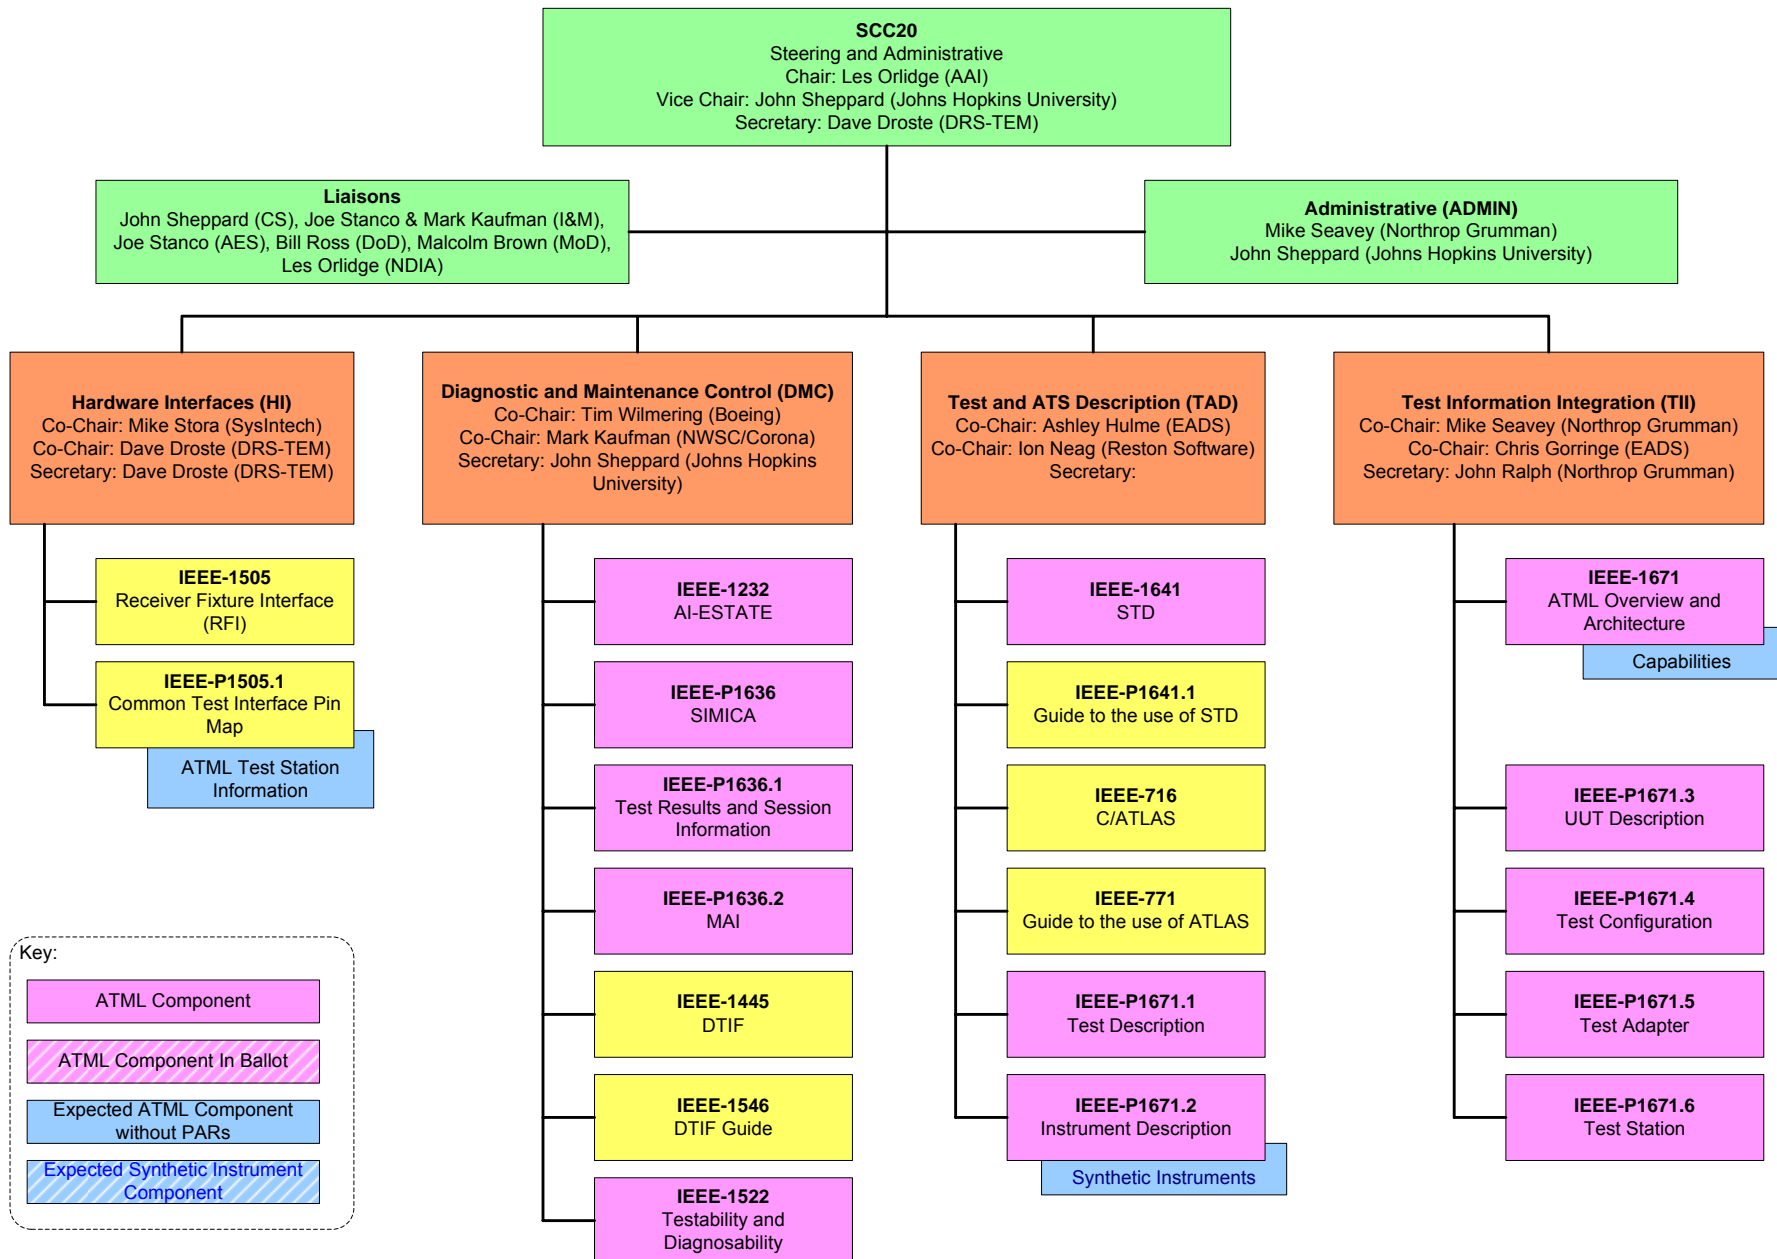 SCC20
Steering and Administrative
Chair: Les Orlidge (AAI)
Vice Chair: John Sheppard (Johns Hopkins University)
Secretary: Dave Droste (DRS-TEM)
Liaisons
John Sheppard (CS), Joe Stanco & Mark Kaufman (I&M),
Joe Stanco (AES), Bill Ross (DoD), Malcolm Brown (MoD),
Les Orlidge (NDIA)
Administrative (ADMIN)
Mike Seavey (Northrop Grumman)
John Sheppard (Johns Hopkins University)
Hardware Interfaces (HI)
Co-Chair: Mike Stora (SysIntech)
Co-Chair: Dave Droste (DRS-TEM)
Secretary: Dave Droste (DRS-TEM)
Diagnostic and Maintenance Control (DMC)
Co-Chair: Tim Wilmering (Boeing)
Co-Chair: Mark Kaufman (NWSC/Corona)
Secretary: John Sheppard (Johns Hopkins
University)
Test and ATS Description (TAD)
Co-Chair: Ashley Hulme (EADS)
Co-Chair: Ion Neag (Reston Software)
Secretary:
Test Information Integration (TII)
Co-Chair: Mike Seavey (Northrop Grumman)
Co-Chair: Chris Gorringe (EADS)
Secretary: John Ralph (Northrop Grumman)
IEEE-1505
Receiver Fixture Interface
(RFI)
IEEE-P1505.1
Common Test Interface Pin
Map
ATML Test Station
Information
IEEE-1232
AI-ESTATE
IEEE-P1636
SIMICA
IEEE-P1636.1
Test Results and Session
Information
IEEE-P1636.2
MAI
IEEE-1445
DTIF
IEEE-1546
DTIF Guide
IEEE-1522
Testability and
Diagnosability
IEEE-1641
STD
IEEE-P1641.1
Guide to the use of STD
IEEE-716
C/ATLAS
IEEE-771
Guide to the use of ATLAS
IEEE-P1671.1
Test Description
IEEE-P1671.2
Instrument Description
Synthetic Instruments
IEEE-1671
ATML Overview and
Architecture
Capabilities
IEEE-P1671.3
UUT Description
IEEE-P1671.4
Test Configuration
IEEE-P1671.5
Test Adapter
IEEE-P1671.6
Test Station
Key:
ATML Component
ATML Component In Ballot
Expected ATML Component
without PARs
Expected Synthetic Instrument
Component